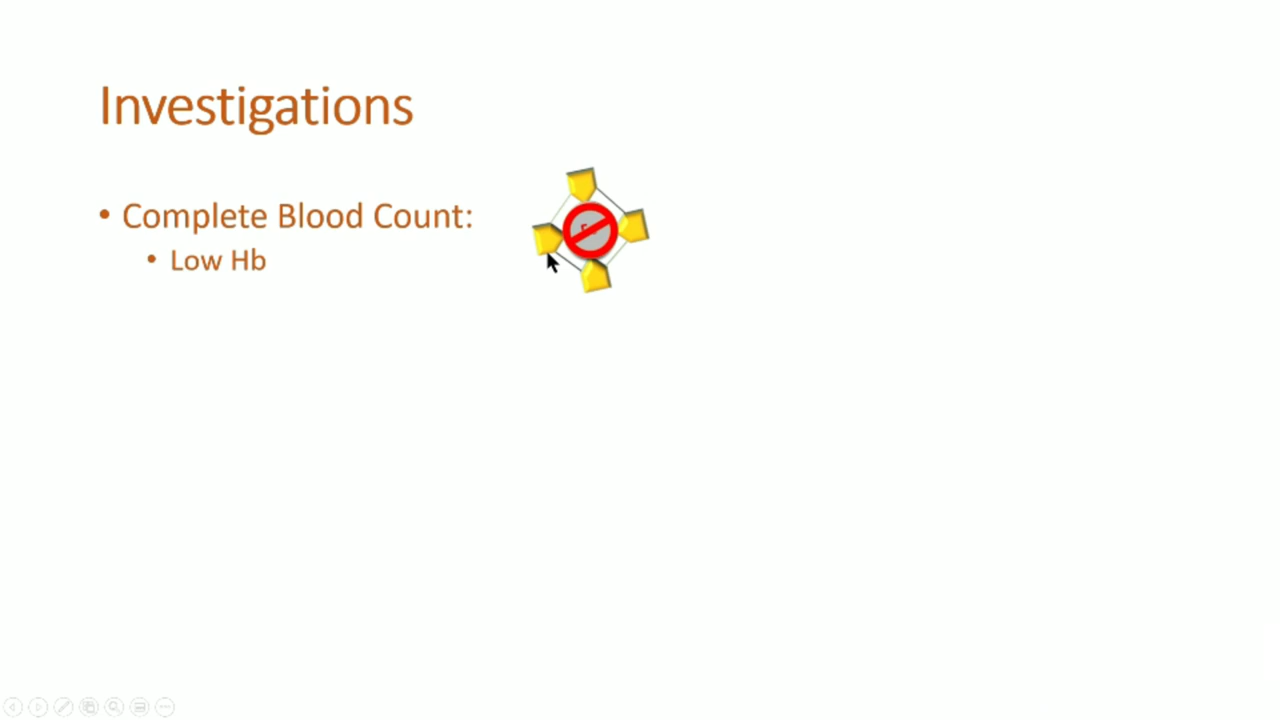 Investigations
• Complete Blood Count:
• Low Hb